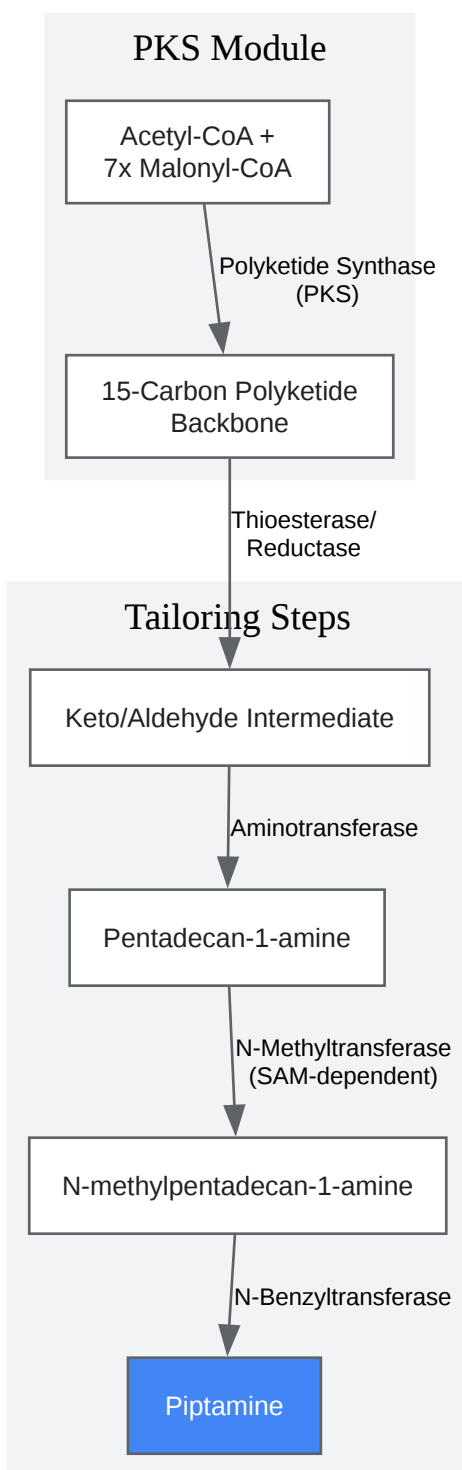 PKS Module
Acetyl-CoA +
7x Malonyl-CoA
Polyketide Synthase
(PKS)
15-Carbon Polyketide
Backbone
Thioesterase/
Reductase
Tailoring Steps
Keto/Aldehyde Intermediate
Aminotransferase
Pentadecan-1-amine
N-Methyltransferase
(SAM-dependent)
N-methylpentadecan-1-amine
N-Benzyltransferase
Piptamine